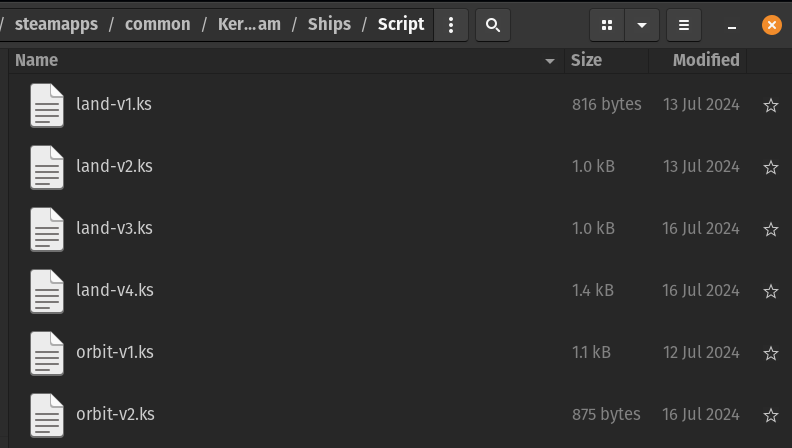 / steamapps / common / Ker…am / Ships / Script
Name Size Modified
land-v1.ks 816 bytes 13 Jul 2024
land-v2.ks 1.0 kB 13 Jul 2024
land-v3.ks 1.0 kB 16 Jul 2024
land-v4.ks 1.4 kB 16 Jul 2024
orbit-v1.ks 1.1 kB 12 Jul 2024
orbit-v2.ks 875 bytes 16 Jul 2024